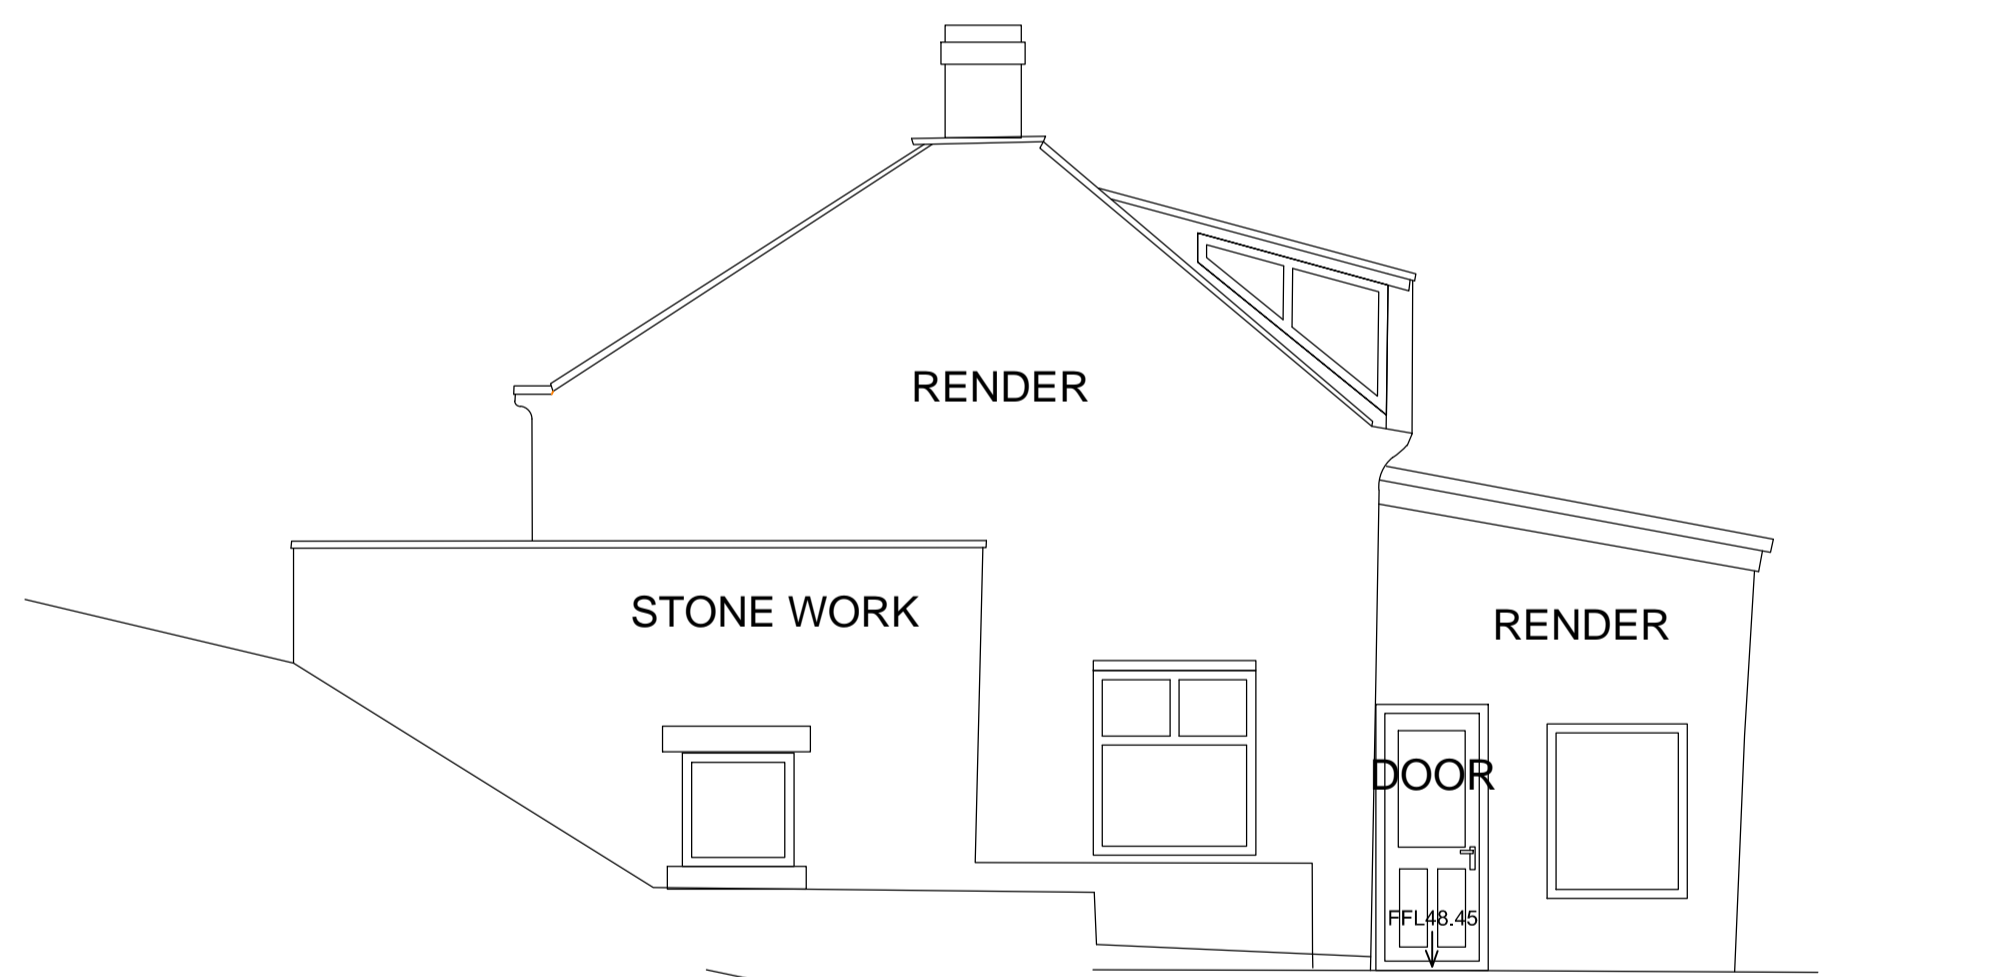 RENDER
STONE WORK
RENDER
DOOR
FFL48.45